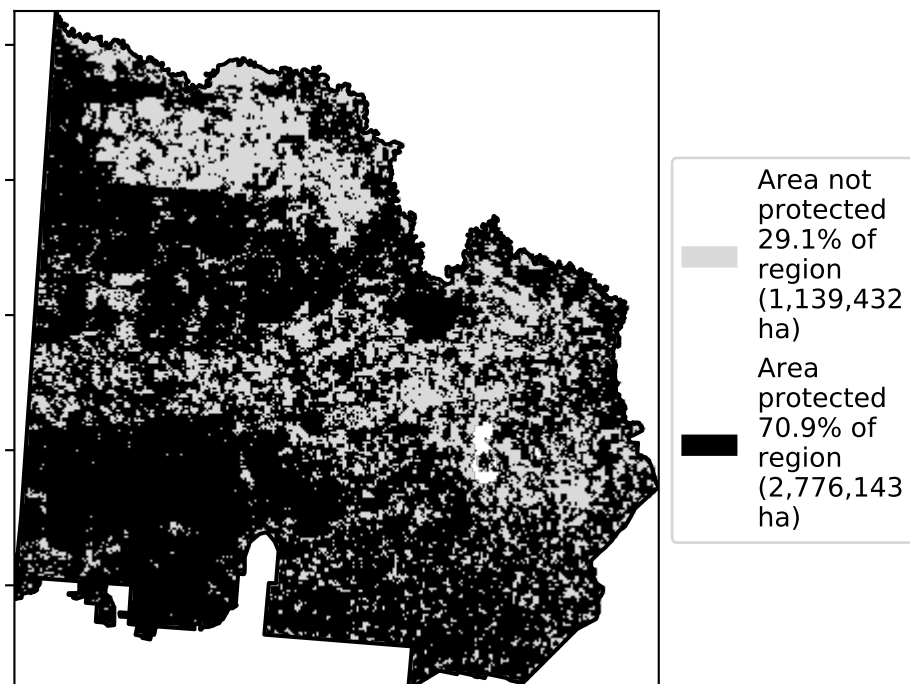 Area not
protected
29.1% of
region
(1,139,432
ha)
Area
protected
70.9% of
region
(2,776,143
ha)